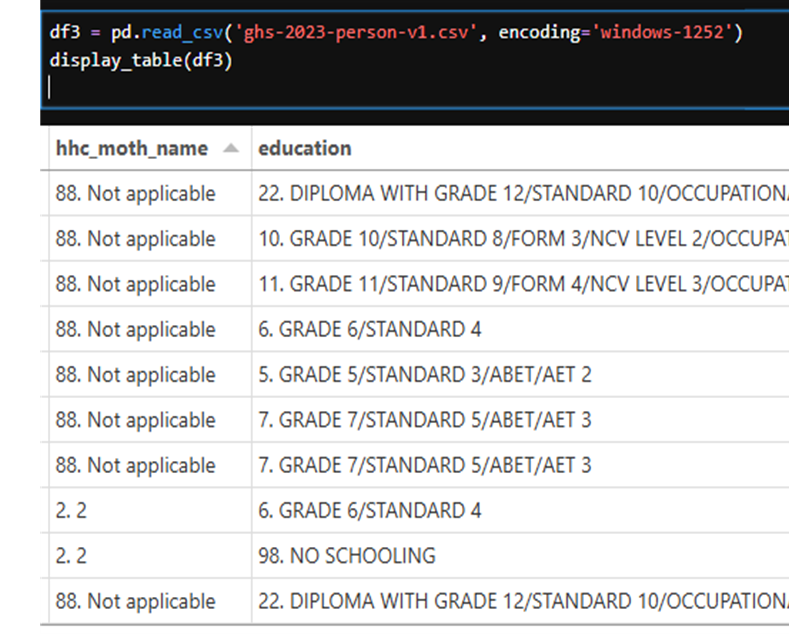 df3 = pd.read_csv('ghs-2023-person-v1.csv', encoding='windows-1252')
display_table(df3)
hhc_moth_name education
88. Not applicable 22. DIPLOMA WITH GRADE 12/STANDARD 10/OCCUPATIONA
88. Not applicable 10. GRADE 10/STANDARD 8/FORM 3/NCV LEVEL 2/OCCUPAT
88. Not applicable 11. GRADE 11/STANDARD 9/FORM 4/NCV LEVEL 3/OCCUPAT
88. Not applicable 6. GRADE 6/STANDARD 4
88. Not applicable 5. GRADE 5/STANDARD 3/ABET/AET 2
88. Not applicable 7. GRADE 7/STANDARD 5/ABET/AET 3
88. Not applicable 7. GRADE 7/STANDARD 5/ABET/AET 3
2. 2 6. GRADE 6/STANDARD 4
2. 2 98. NO SCHOOLING
88. Not applicable 22. DIPLOMA WITH GRADE 12/STANDARD 10/OCCUPATIONA